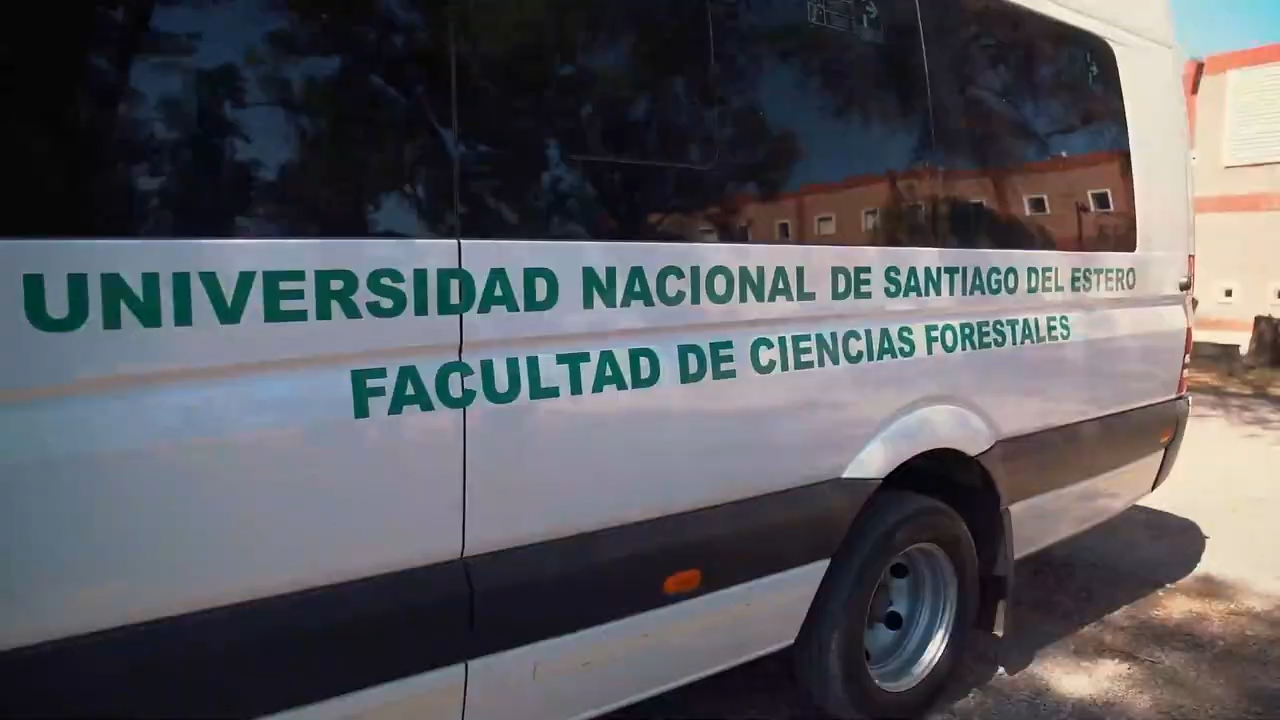 UNIVERSIDAD NACIONAL DE SANTIAGO DEL ESTERO
FACULTAD DE CIENCIAS FORESTALES